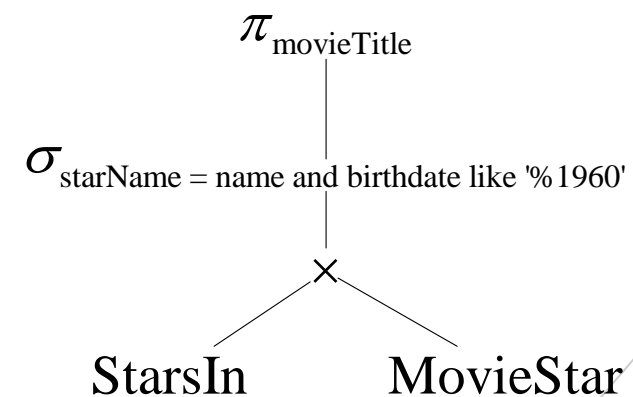 π movieTitle
σ starName = name and birthdate like '%1960'
×
StarsIn MovieStar